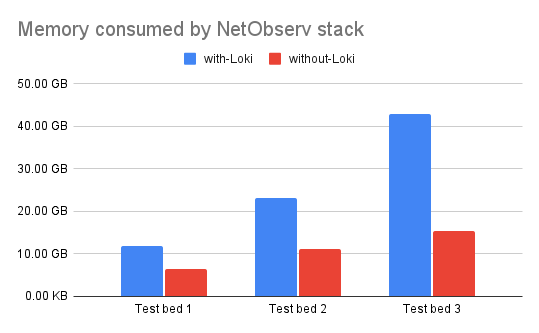 Memory consumed by NetObserv stack
with-Loki without-Loki
50.00 GB
40.00 GB
30.00 GB
20.00 GB
10.00 GB
0.00 KB
Test bed 1 Test bed 2 Test bed 3